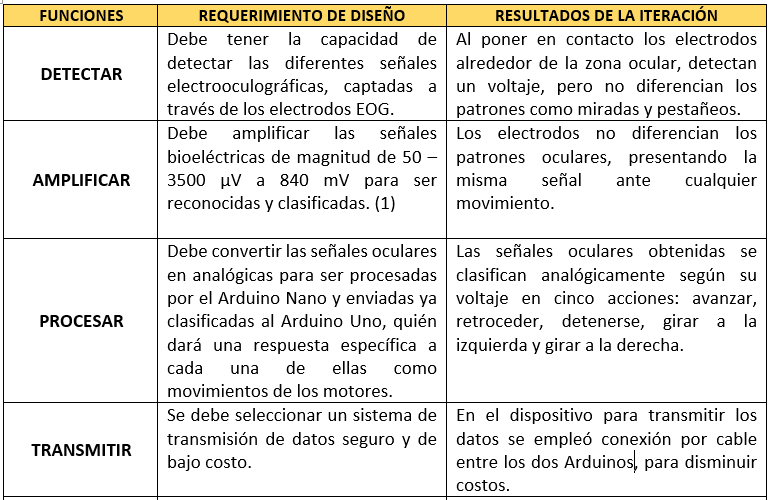 FUNCIONES
REQUERIMIENTO DE DISEÑO
RESULTADOS DE LA ITERACIÓN
DETECTAR
Debe tener la capacidad de
detectar las diferentes señales
electrooculográficas, captadas a
través de los electrodos EOG.
Al poner en contacto los electrodos
alrededor de la zona ocular, detectan
un voltaje, pero no diferencian los
patrones como miradas y pestañeos.
AMPLIFICAR
Debe amplificar las señales
bioeléctricas de magnitud de 50 –
3500 µV a 840 mV para ser
reconocidas y clasificadas. (1)
Los electrodos no diferencian los
patrones oculares, presentando la
misma señal ante cualquier
movimiento.
PROCESAR
Debe convertir las señales oculares
en analógicas para ser procesadas
por el Arduino Nano y enviadas ya
clasificadas al Arduino Uno, quién
dará una respuesta específica a
cada una de ellas como
movimientos de los motores.
Las señales oculares obtenidas se
clasifican analógicamente según su
voltaje en cinco acciones: avanzar,
retroceder, detenerse, girar a la
izquierda y girar a la derecha.
TRANSMITIR
Se debe seleccionar un sistema de
transmisión de datos seguro y de
bajo costo.
En el dispositivo para transmitir los
datos se empleó conexión por cable
entre los dos Arduinos, para disminuir
costos.